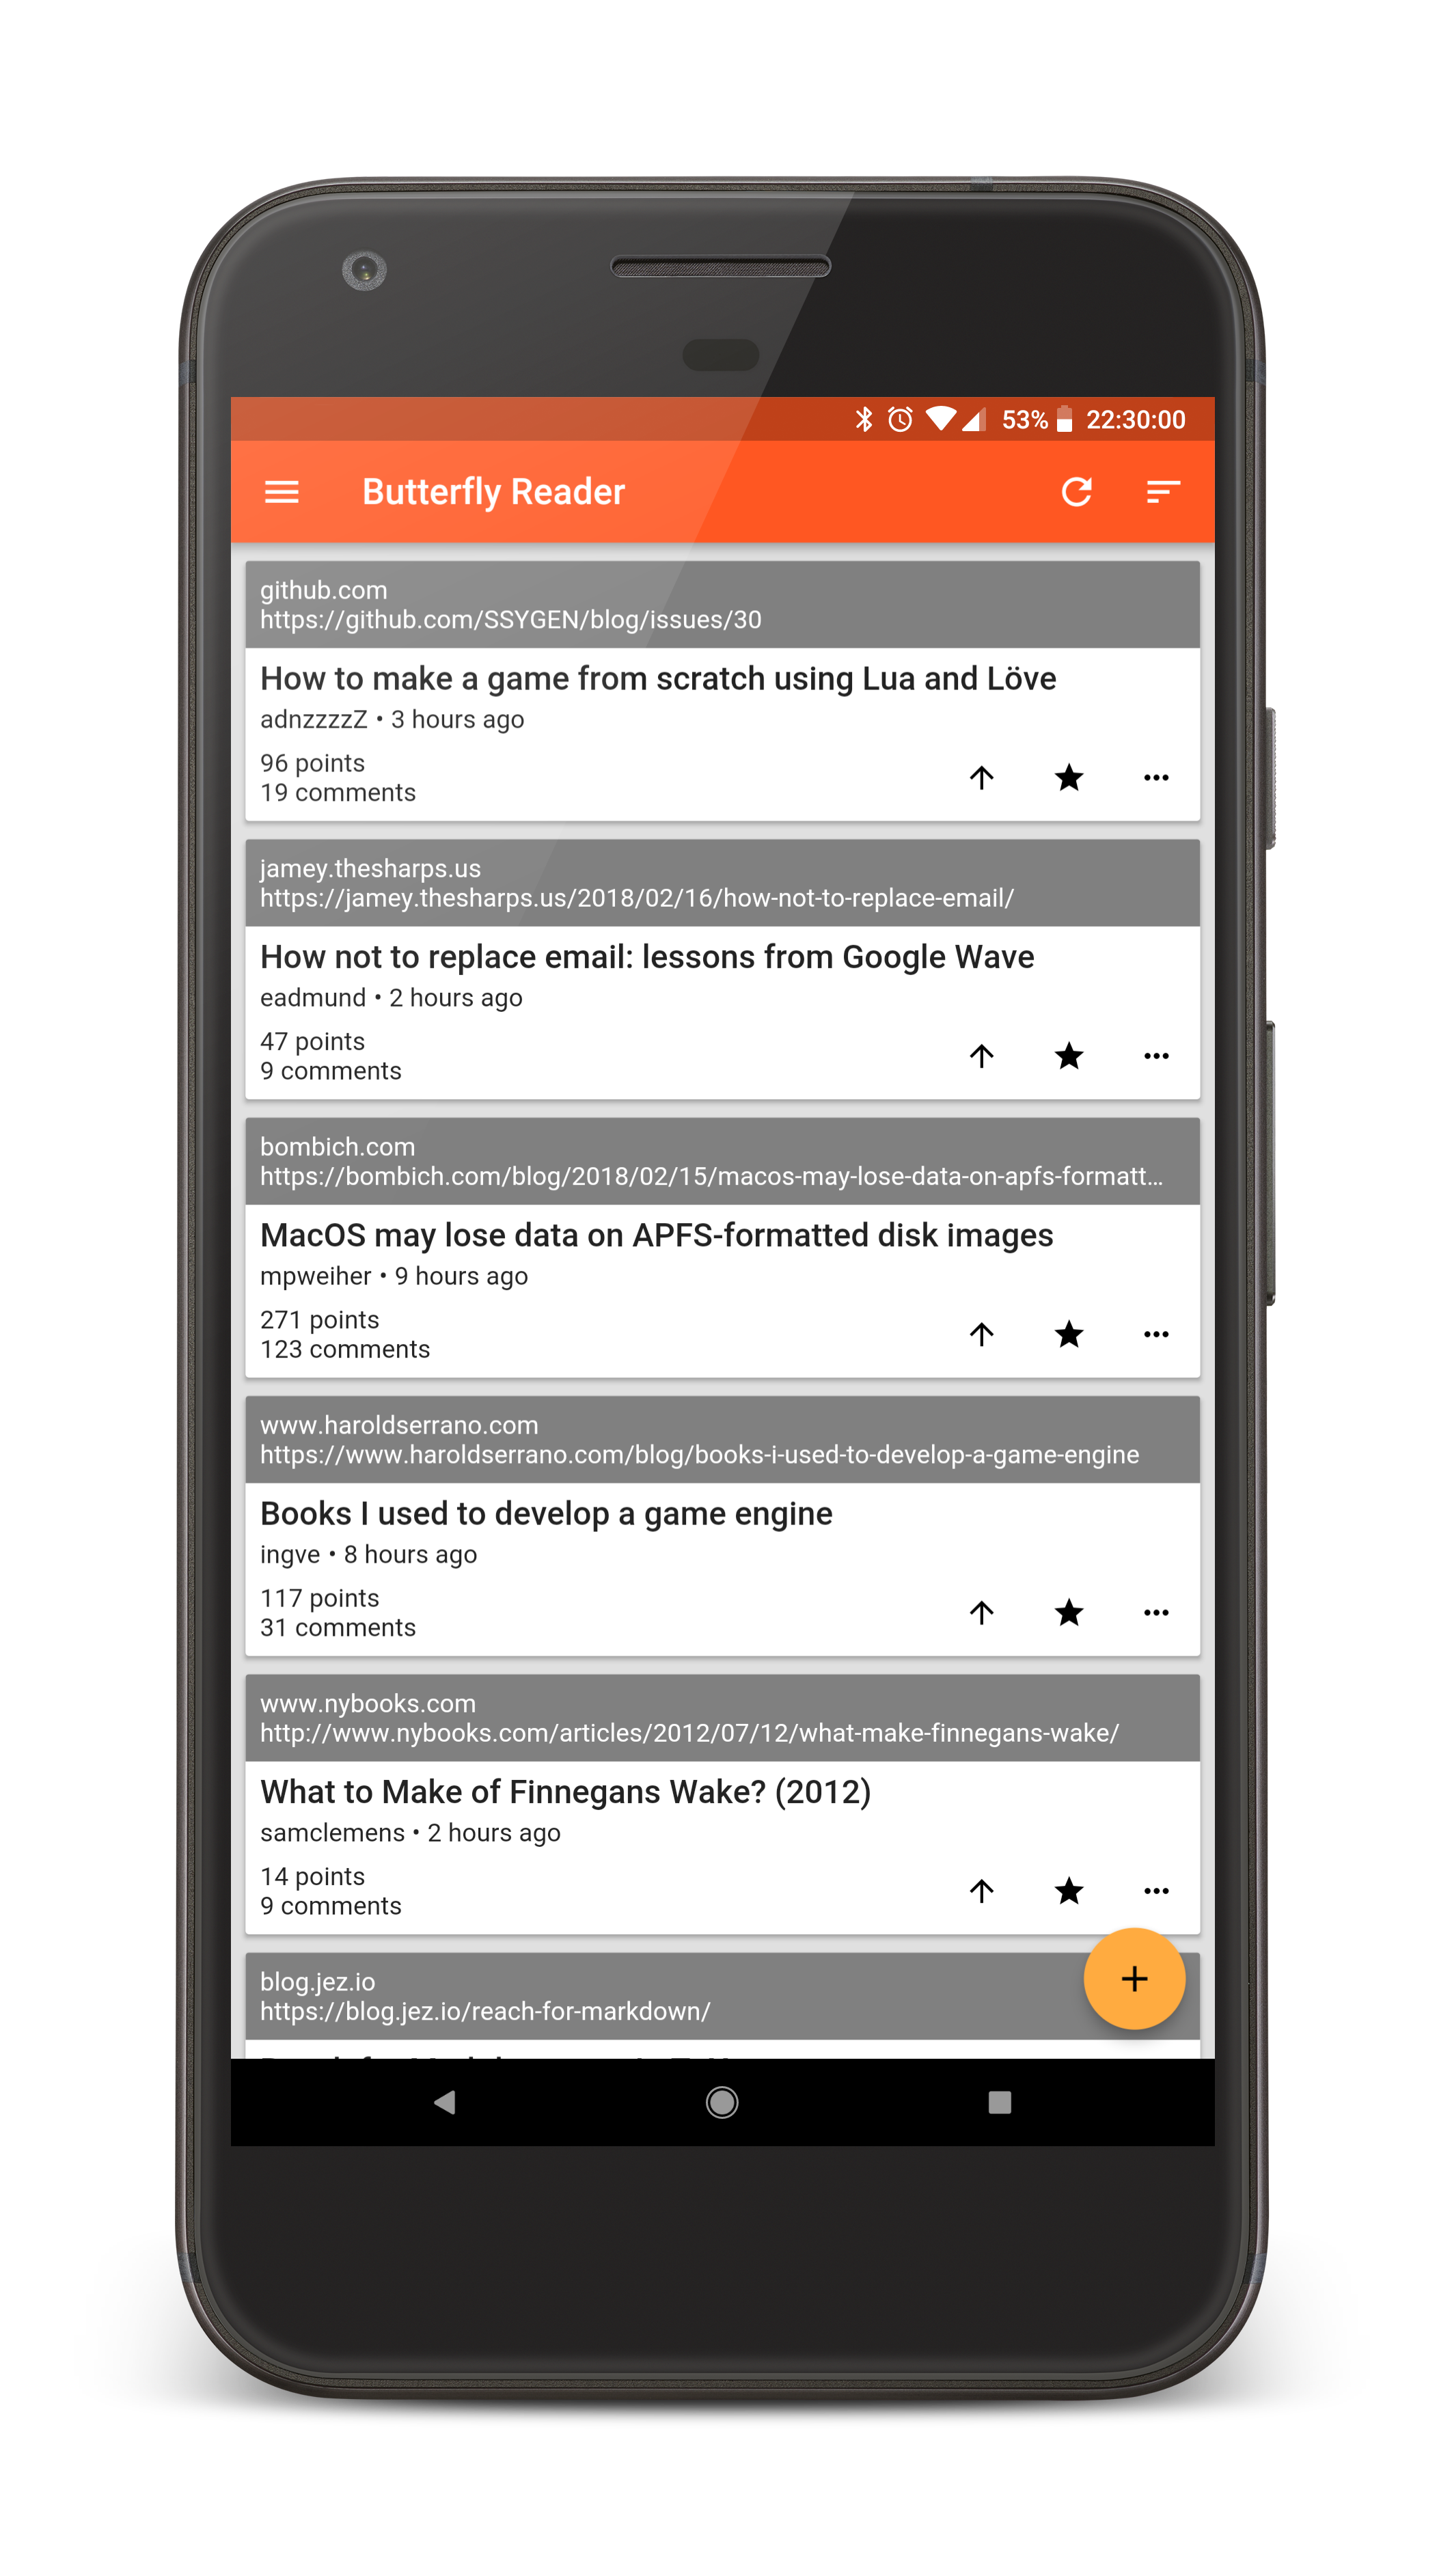 53% 22:30:00
Butterfly Reader
github.com
https://github.com/SSYGEN/blog/issues/30
How to make a game from scratch using Lua and Löve
adnzzzzZ • 3 hours ago
96 points
19 comments
jamey.thesharps.us
https://jamey.thesharps.us/2018/02/16/how-not-to-replace-email/
How not to replace email: lessons from Google Wave
eadmund • 2 hours ago
47 points
9 comments
bombich.com
https://bombich.com/blog/2018/02/15/macos-may-lose-data-on-apfs-formatt...
MacOS may lose data on APFS-formatted disk images
mpweiher • 9 hours ago
271 points
123 comments
www.haroldserrano.com
https://www.haroldserrano.com/blog/books-i-used-to-develop-a-game-engine
Books I used to develop a game engine
ingve • 8 hours ago
117 points
31 comments
www.nybooks.com
http://www.nybooks.com/articles/2012/07/12/what-make-finnegans-wake/
What to Make of Finnegans Wake? (2012)
samclemens • 2 hours ago
14 points
9 comments
blog.jez.io
https://blog.jez.io/reach-for-markdown/